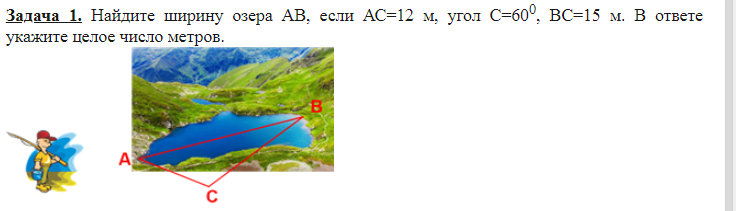 Задача 1. Найдите ширину озера АВ, если АС=12 м, угол С=60⁰, ВС=15 м. В ответе
укажите целое число метров.
B
A
C